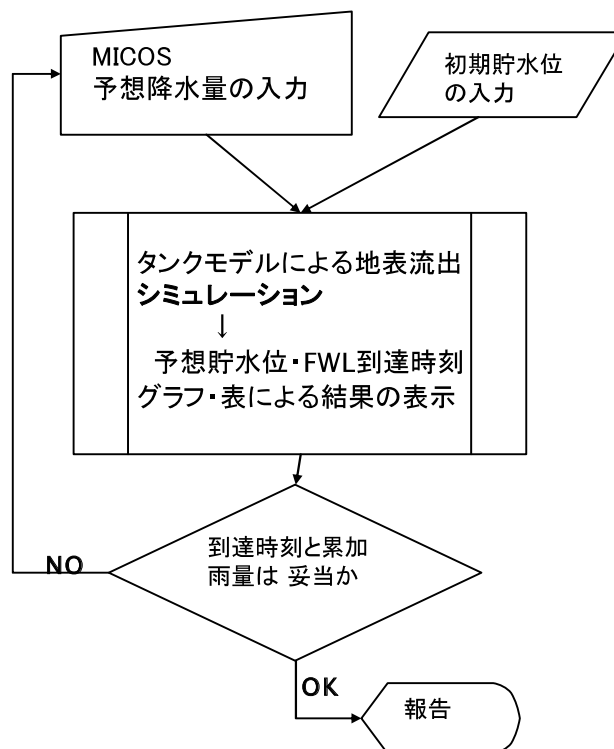 MICOS
予想降水量の入力
初期貯水位
の入力
タンクモデルによる地表流出
シミュレーション
↓
予想貯水位・FWL到達時刻
グラフ・表による結果の表示
到達時刻と累加
雨量は 妥当か
NO
OK
報告